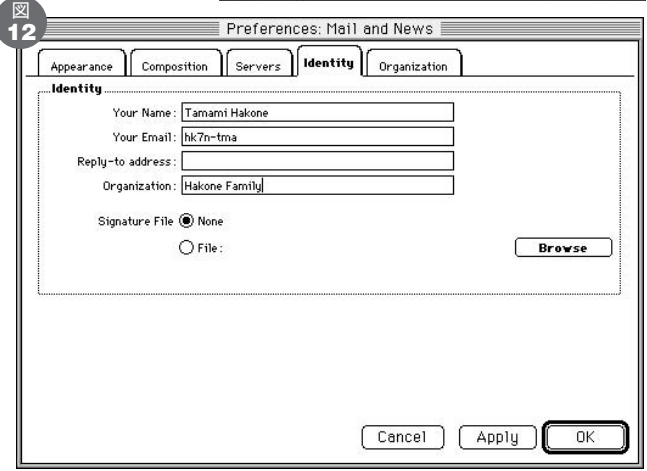 図
12
Preferences: Mail and News
Appearance Composition Servers Identity Organization
Identity
Your Name: Tamami Hakone
Your Email: hk7n-tma
Reply-to address:
Organization: Hakone Family
Signature File None
File: Browse
Cancel Apply OK